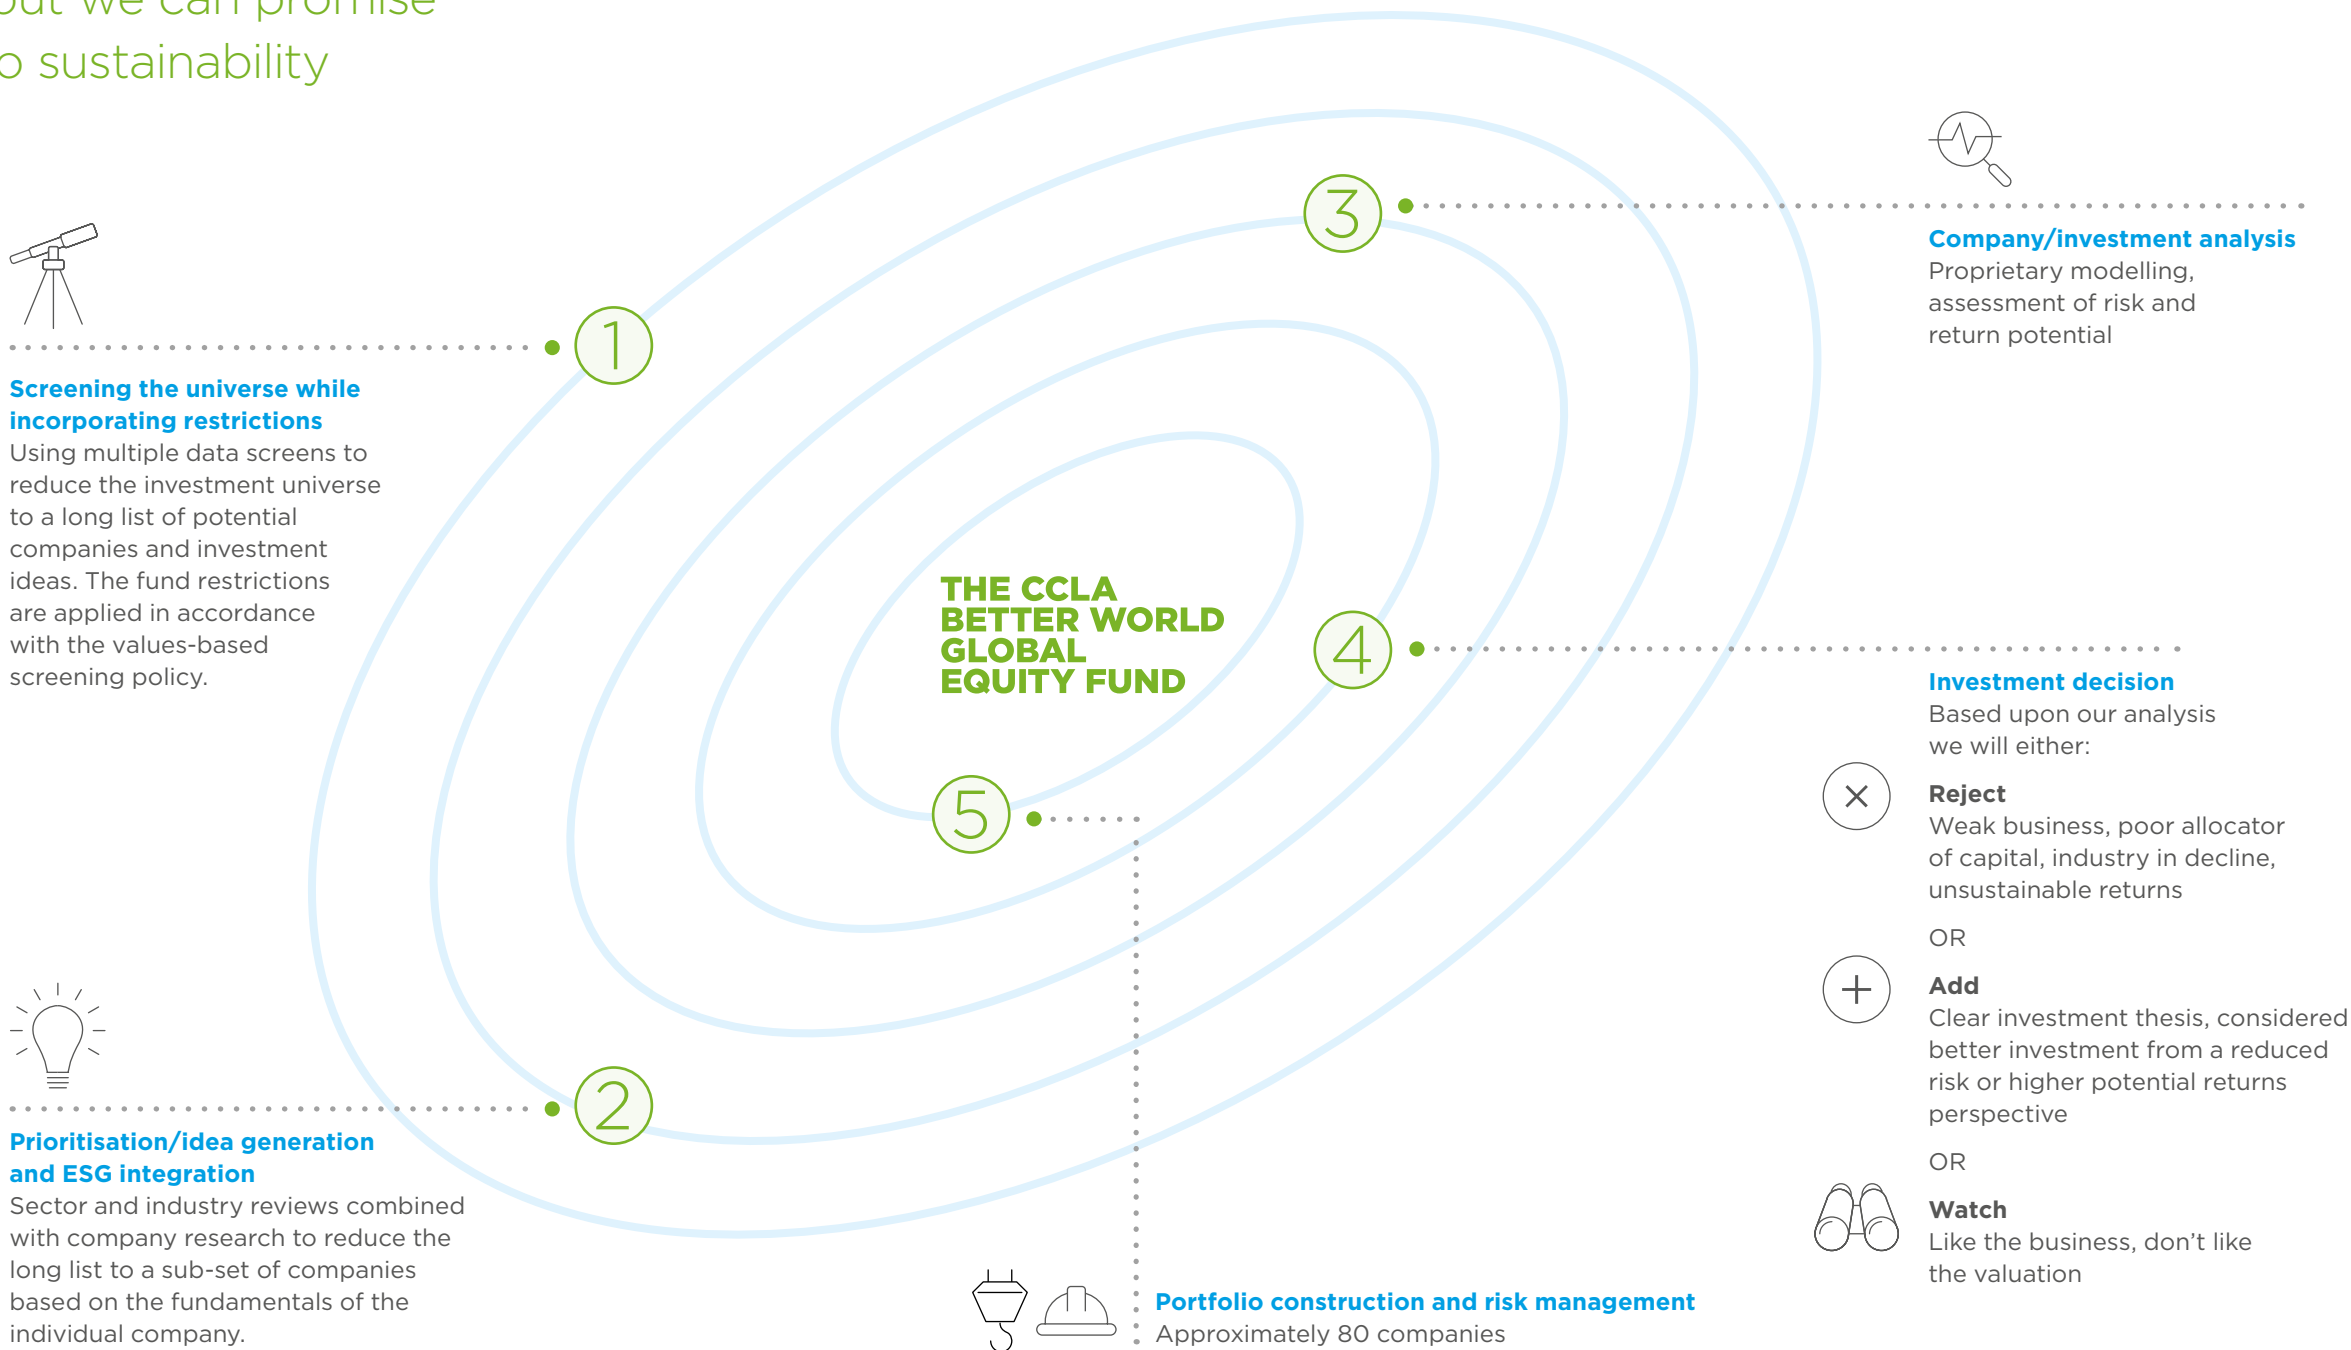 but we can promise
o sustainability
1
Screening the universe while
incorporating restrictions
Using multiple data screens to
reduce the investment universe
to a long list of potential
companies and investment
ideas. The fund restrictions
are applied in accordance
with the values-based
screening policy.
2
Prioritisation/idea generation
and ESG integration
Sector and industry reviews combined
with company research to reduce the
long list to a sub-set of companies
based on the fundamentals of the
individual company.
3
Company/investment analysis
Proprietary modelling,
assessment of risk and
return potential
THE CCLA
BETTER WORLD
GLOBAL
EQUITY FUND
4
Investment decision
Based upon our analysis
we will either:
Reject
Weak business, poor allocator
of capital, industry in decline,
unsustainable returns
OR
Add
Clear investment thesis, considered
better investment from a reduced
risk or higher potential returns
perspective
OR
Watch
Like the business, don't like
the valuation
5
Portfolio construction and risk management
Approximately 80 companies